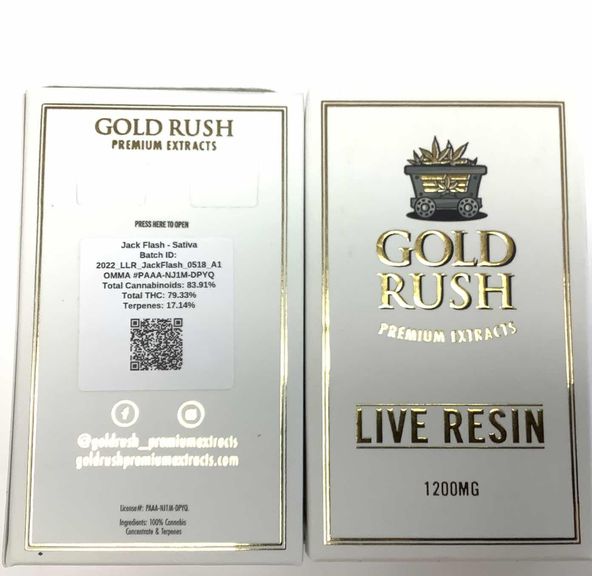 GOLD RUSH
PREMIUM EXTRACTS
PRESS HERE TO OPEN
Jack Flash - Sativa
Batch ID:
2022_LLR_JackFlash_0518_A1
OMMA #PAAA-NJ1M-DPYQ
Total Cannabinoids: 83.91%
Total THC: 79.33%
Terpenes: 17.14%
@goldrush_premiumextracts
goldrushpremiumextracts.com
License#: PAAA-NJ1M-DPYQ.
Ingredients: 100% Cannabis
Concentrate & Terpenes
GOLD
RUSH
PREMIUM EXTRACTS
LIVE RESIN
1200MG